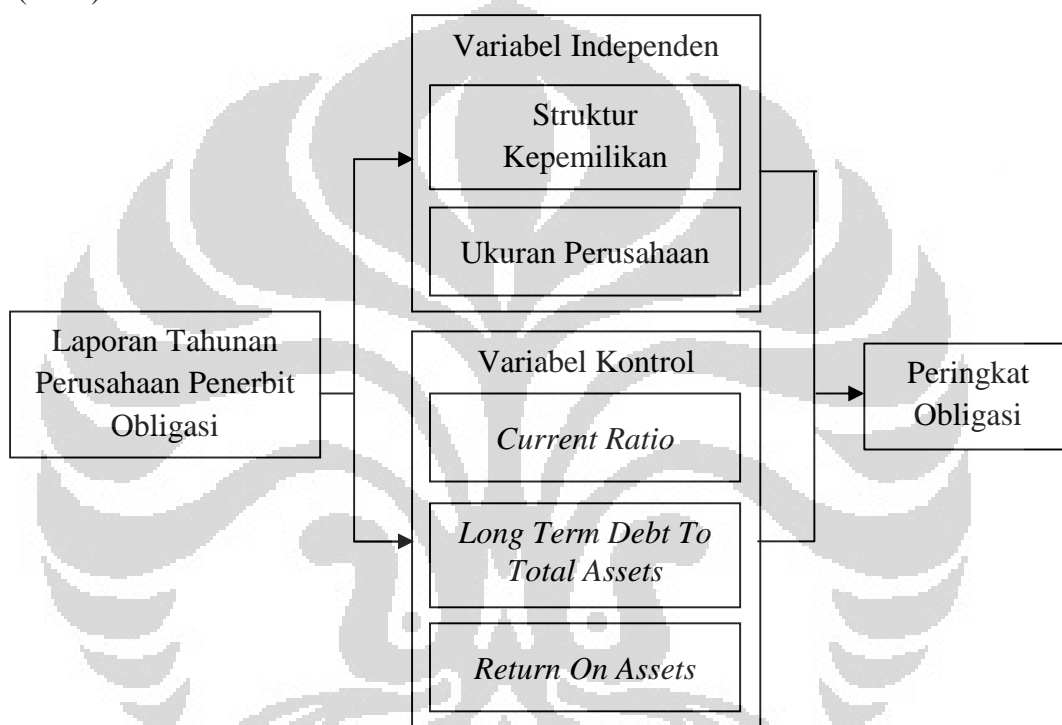 Variabel Independen
Struktur
Kepemilikan
Ukuran Perusahaan
Laporan Tahunan
Perusahaan Penerbit
Obligasi
Variabel Kontrol
Current Ratio
Long Term Debt To
Total Assets
Return On Assets
Peringkat
Obligasi